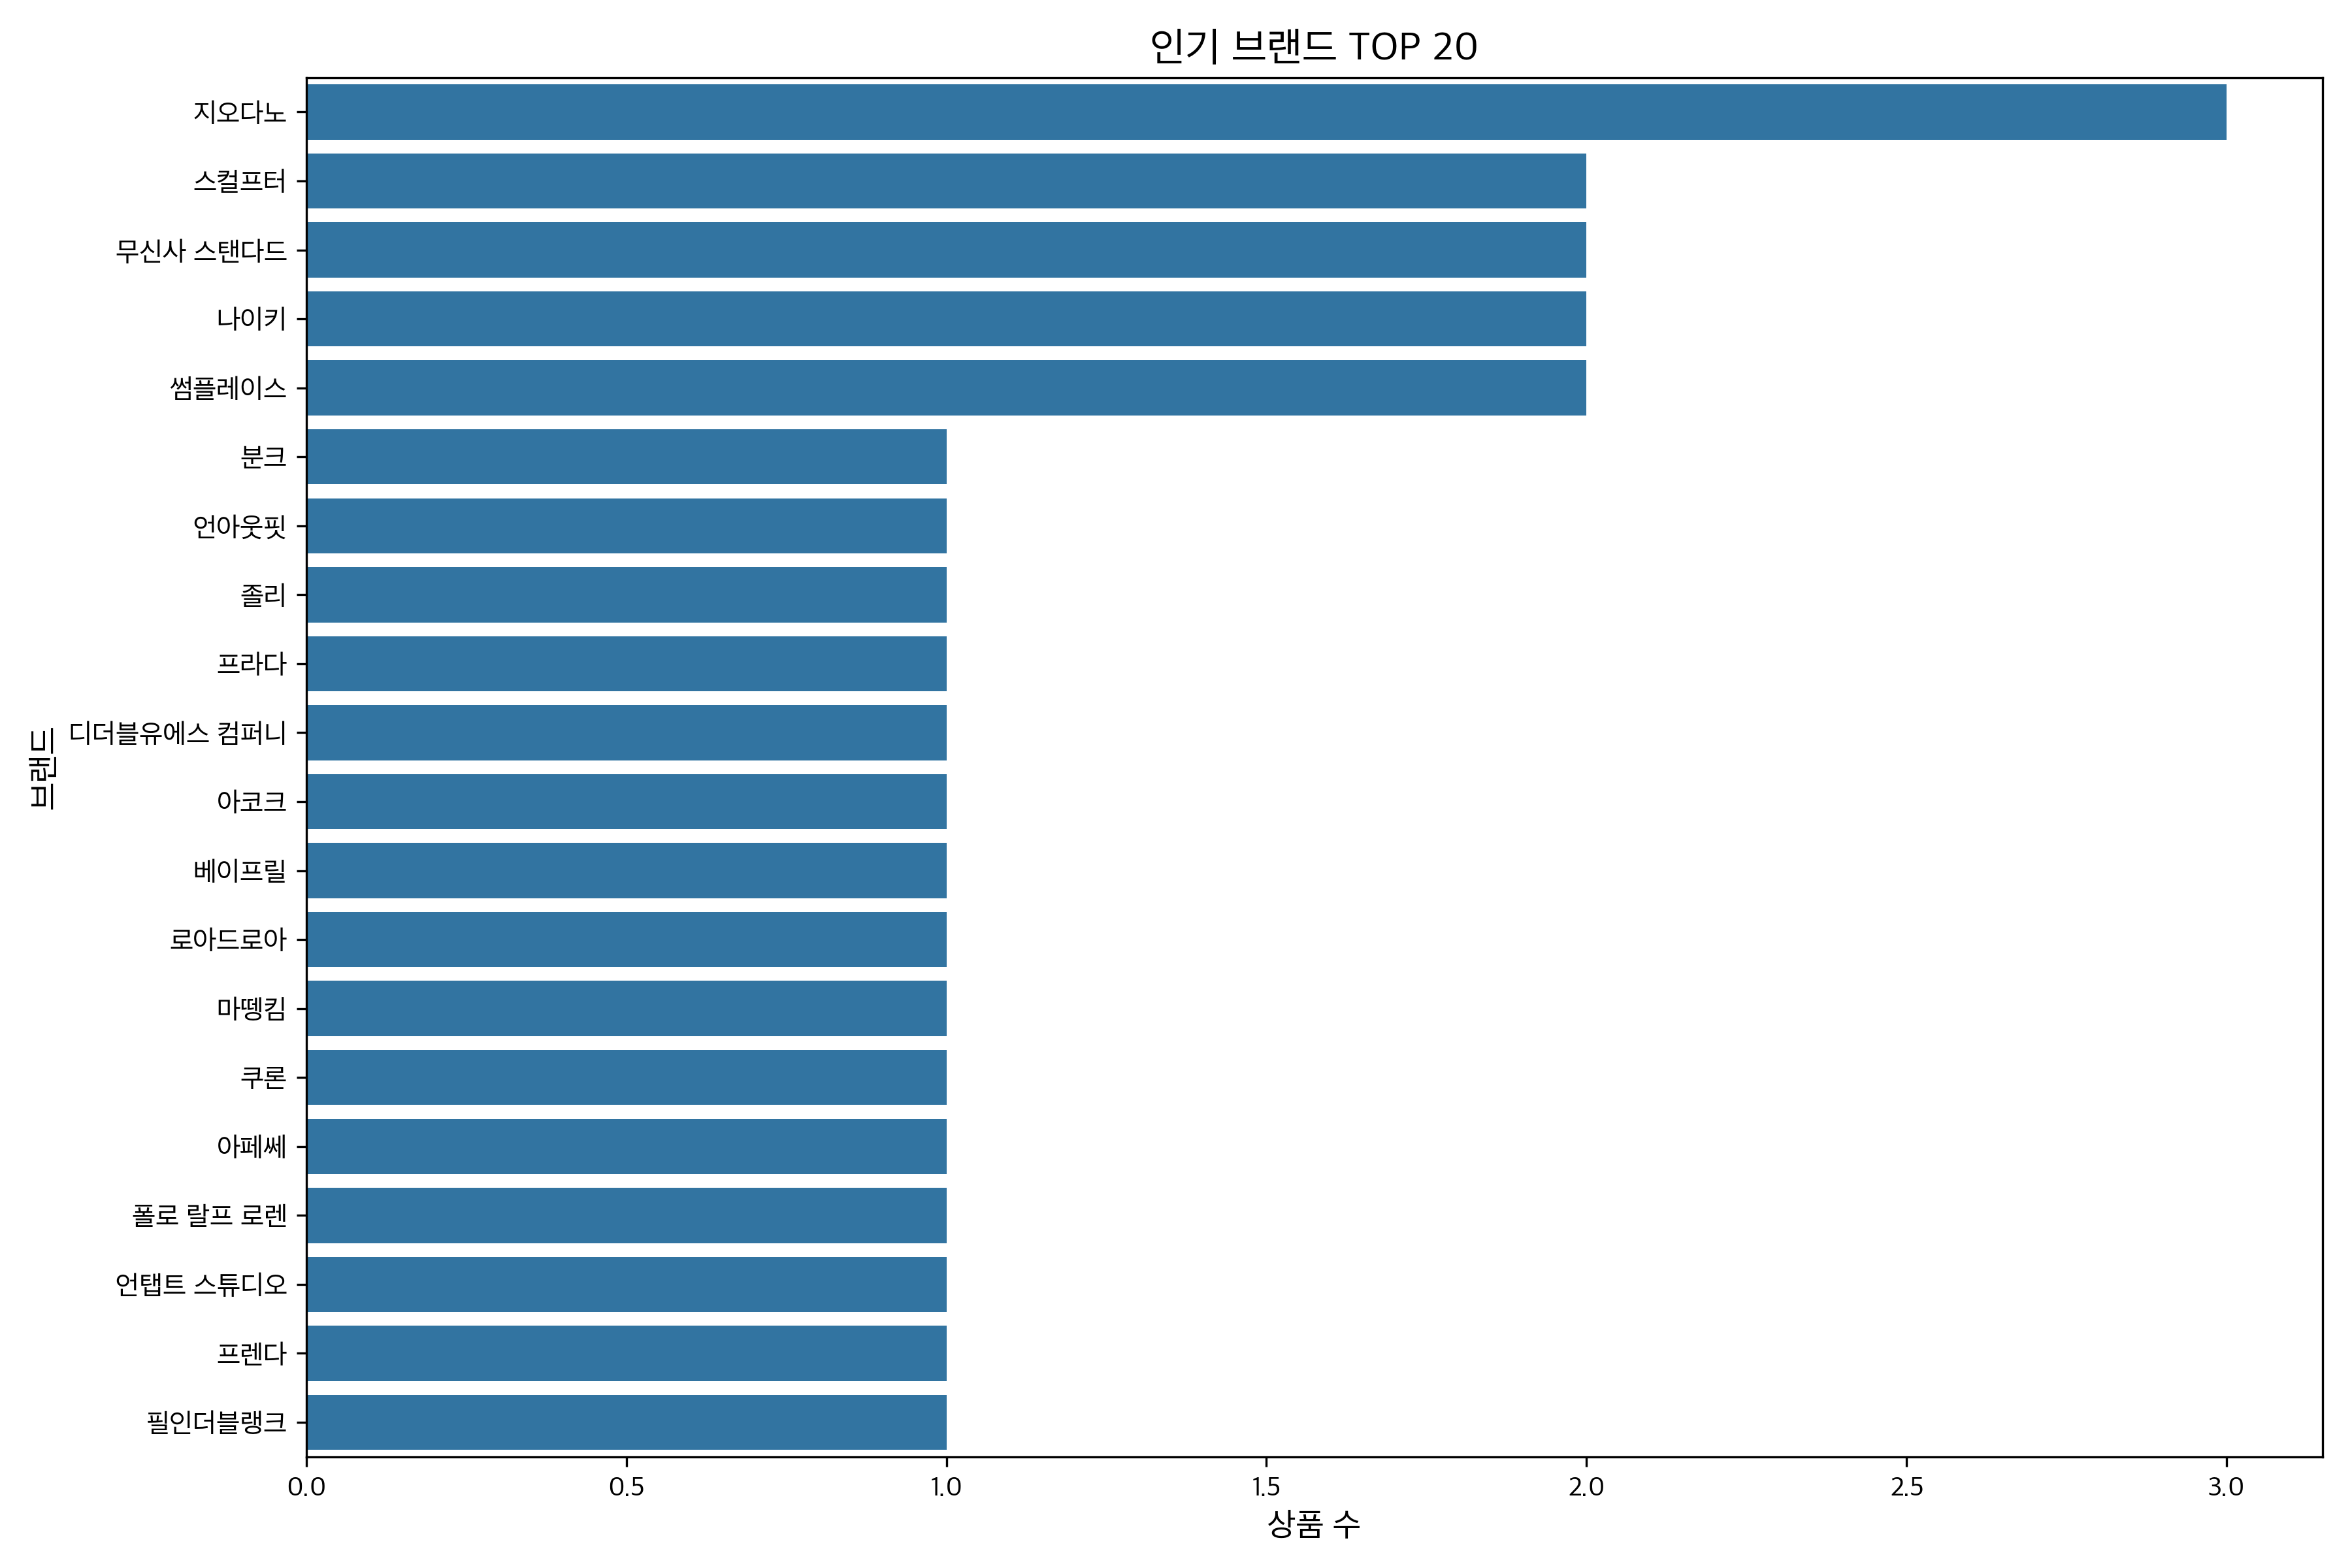 인기 브랜드 TOP 20
지오다노
스컬프터
무신사 스탠다드
나이키
썸플레이스
분크
언아웃핏
졸리
프라다
디더블유에스 컴퍼니
아코크
베이프릴
로아드로아
마뗑킴
쿠론
아페쎄
폴로 랄프 로렌
언탭트 스튜디오
프렌다
필인더블랭크
브랜드
0.0 0.5 1.0 1.5 2.0 2.5 3.0
상품 수